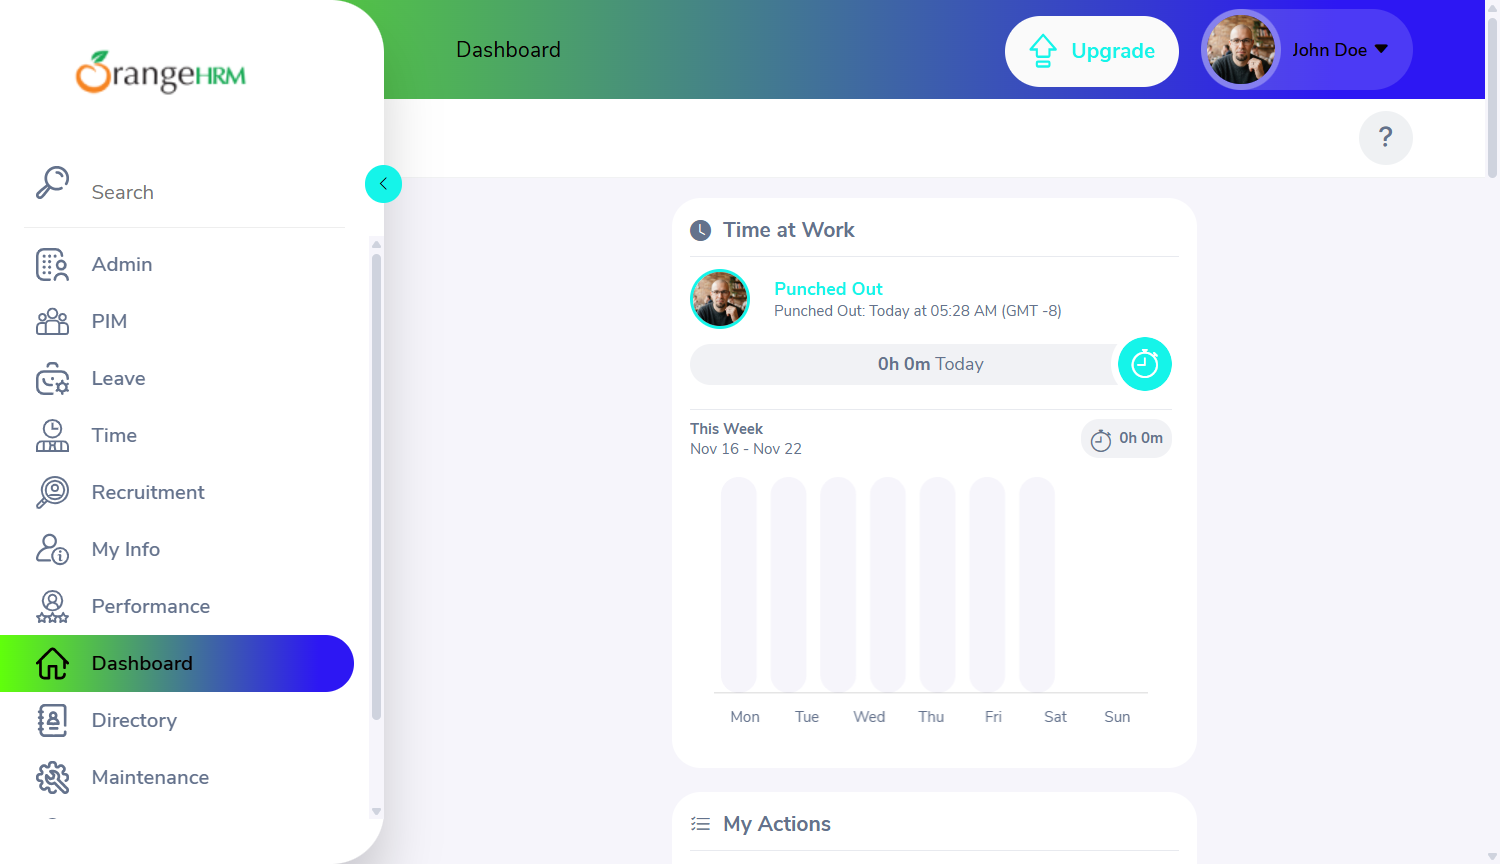 OrangeHRM
Dashboard
Upgrade
John Doe
?
Search
Admin
PIM
Leave
Time
Recruitment
My Info
Performance
Dashboard
Directory
Maintenance
Time at Work
Punched Out
Punched Out: Today at 05:28 AM (GMT -8)
0h 0m Today
This Week
Nov 16 - Nov 22
0h 0m
Mon Tue Wed Thu Fri Sat Sun
My Actions